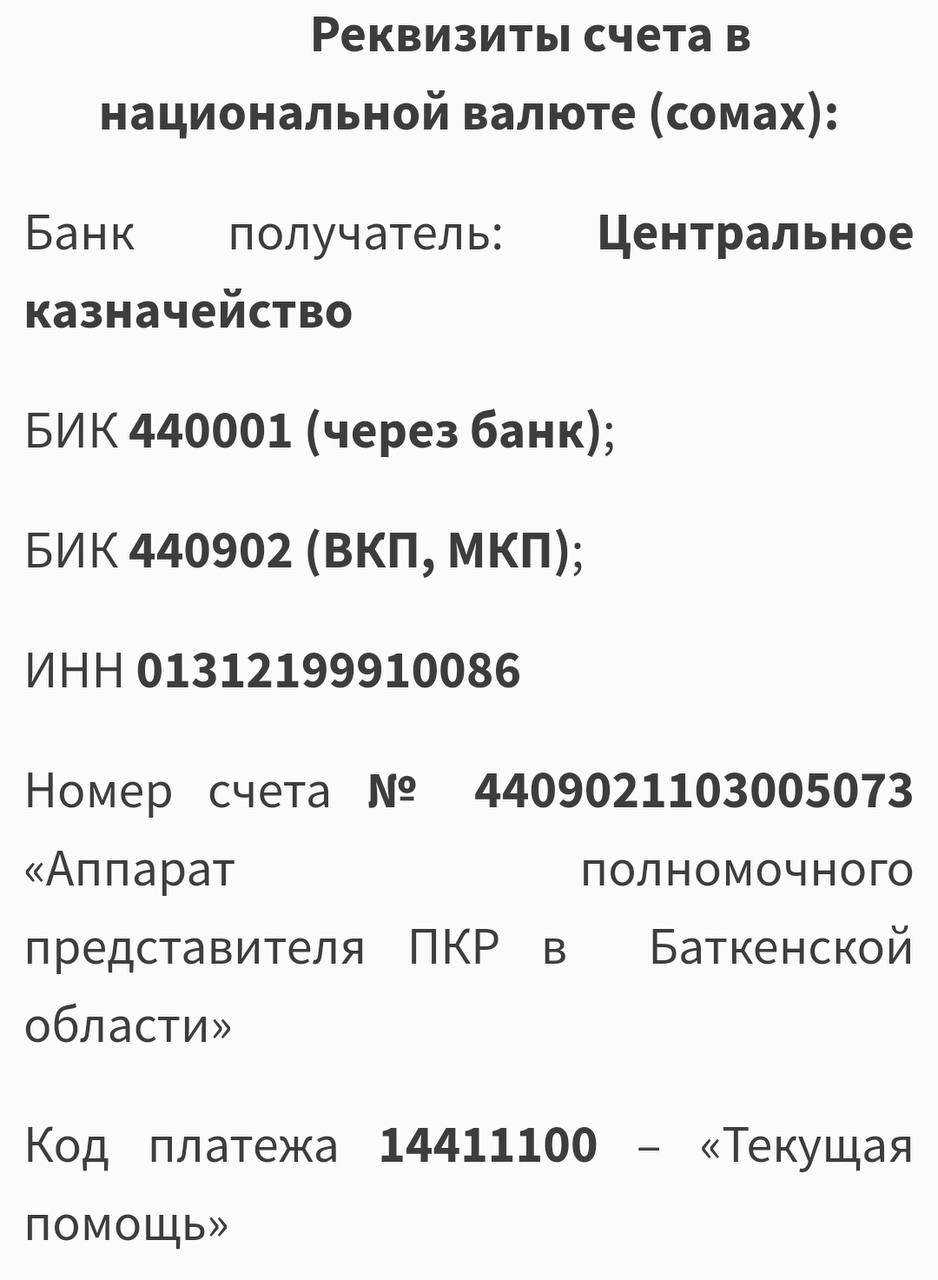 Реквизиты счета в
национальной валюте (сомах):
Банк получатель: Центральное
казначейство
БИК 440001 (через банк);
БИК 440902 (ВКП, МКП);
ИНН 01312199910086
Номер счета № 4409021103005073
«Аппарат полномочного
представителя ПКР в Баткенской
области»
Код платежа 14411100 – «Текущая
помощь»